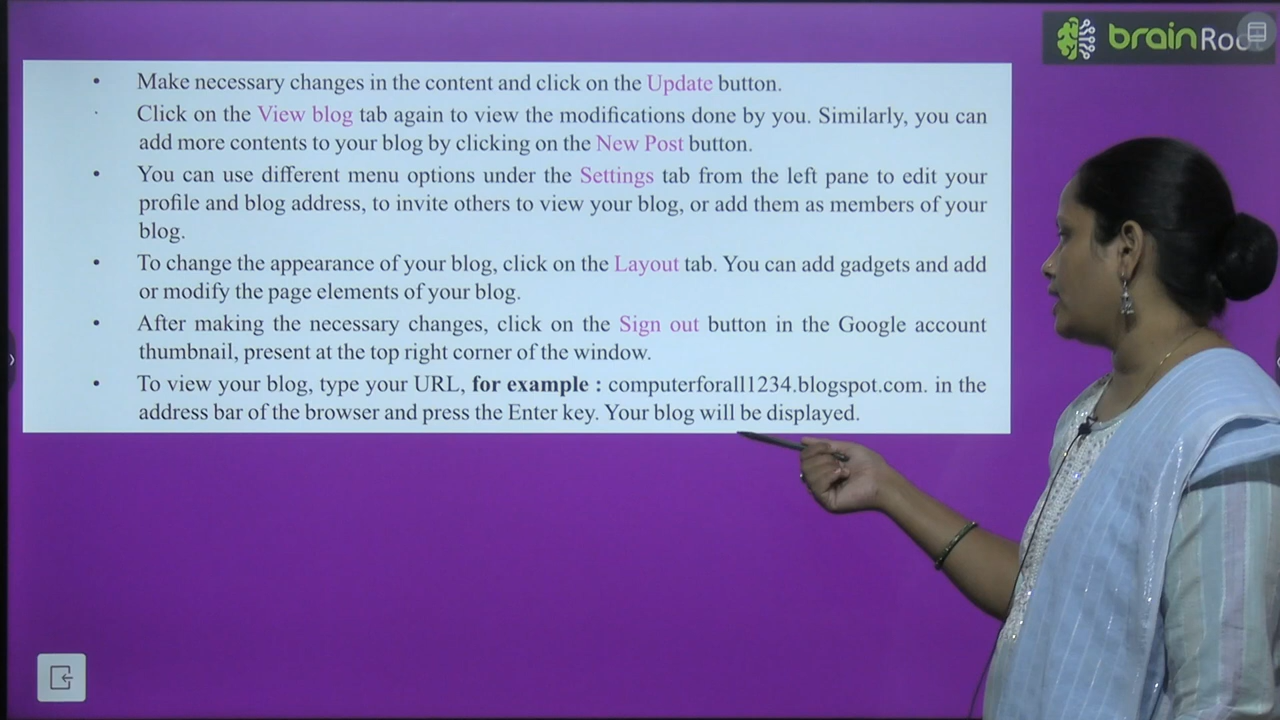 brainRo
• Make necessary changes in the content and click on the Update button.
· Click on the View blog tab again to view the modifications done by you. Similarly, you can
add more contents to your blog by clicking on the New Post button.
• You can use different menu options under the Settings tab from the left pane to edit your
profile and blog address, to invite others to view your blog, or add them as members of your
blog.
• To change the appearance of your blog, click on the Layout tab. You can add gadgets and add
or modify the page elements of your blog.
• After making the necessary changes, click on the Sign out button in the Google account
thumbnail, present at the top right corner of the window.
• To view your blog, type your URL, for example : computerforall1234.blogspot.com. in the
address bar of the browser and press the Enter key. Your blog will be displayed.